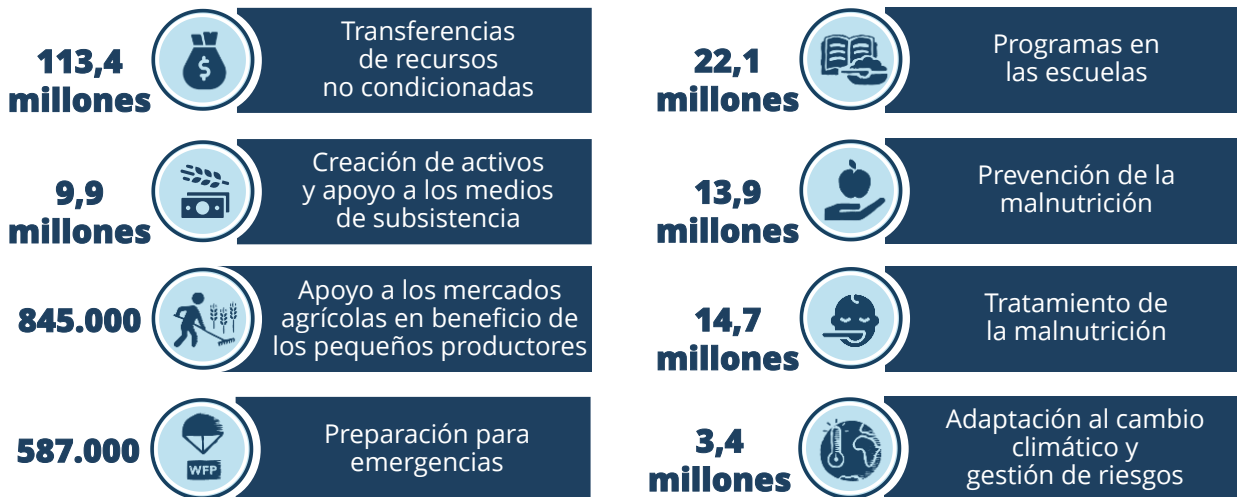 113,4
millones
Transferencias
de recursos
no condicionadas
22,1
millones
Programas en
las escuelas
9,9
millones
Creación de activos
y apoyo a los medios
de subsistencia
13,9
millones
Prevención de la
malnutrición
845.000
Apoyo a los mercados
agrícolas en beneficio de
los pequeños productores
14,7
millones
Tratamiento de
la malnutrición
587.000
WFP
Preparación para
emergencias
3,4
millones
Adaptación al cambio
climático y
gestión de riesgos